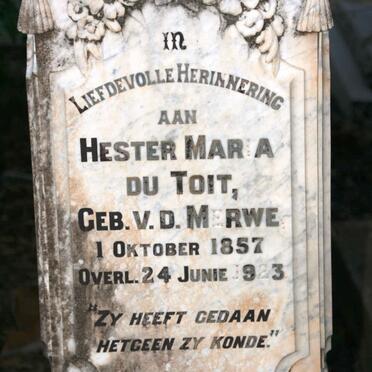 IN
LIEFDEVOLLE HERINNERING
AAN
HESTER MARIA
DU TOIT,
GEB. V. D. MERWE
1 OKTOBER 1857
OVERL. 24 JUNIE 1923
"ZY HEEFT GEDAAN
HETGEEN ZY KONDE."